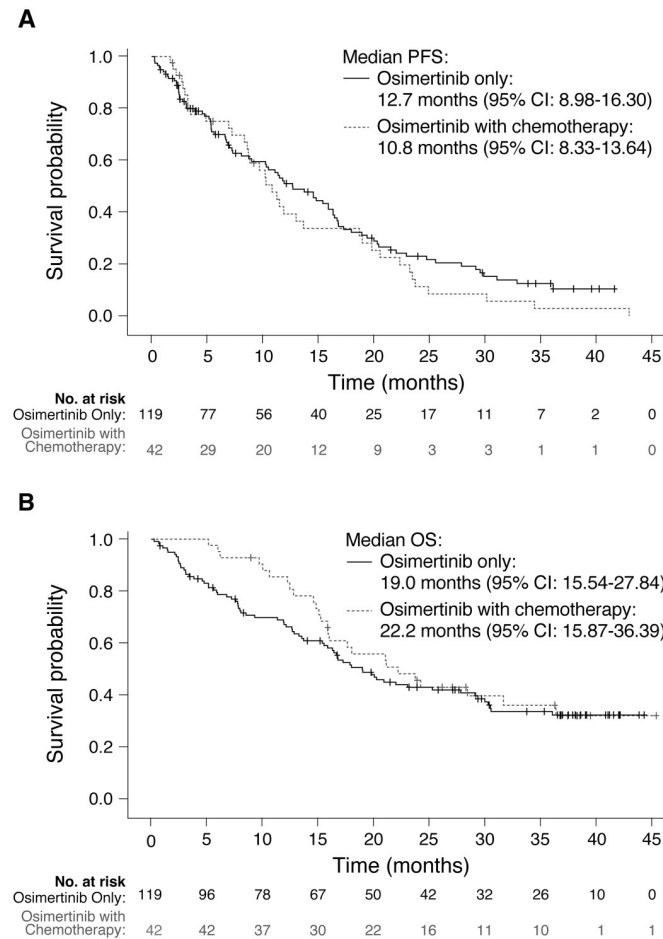 A
Median PFS:
Osimertinib only:
12.7 months (95% CI: 8.98-16.30)
Osimertinib with chemotherapy:
10.8 months (95% CI: 8.33-13.64)
Survival probability
1.0
0.8
0.6
0.4
0.2
0.0
0 5 10 15 20 25 30 35 40 45
Time (months)
No. at risk
Osimertinib Only: 119 77 56 40 25 17 11 7 2 0
Osimertinib with
Chemotherapy: 42 29 20 12 9 3 3 1 1 0
B
Median OS:
Osimertinib only:
19.0 months (95% CI: 15.54-27.84)
Osimertinib with chemotherapy:
22.2 months (95% CI: 15.87-36.39)
Survival probability
1.0
0.8
0.6
0.4
0.2
0.0
0 5 10 15 20 25 30 35 40 45
Time (months)
No. at risk
Osimertinib Only: 119 96 78 67 50 42 32 26 10 0
Osimertinib with
Chemotherapy: 42 42 37 30 22 16 11 10 1 1